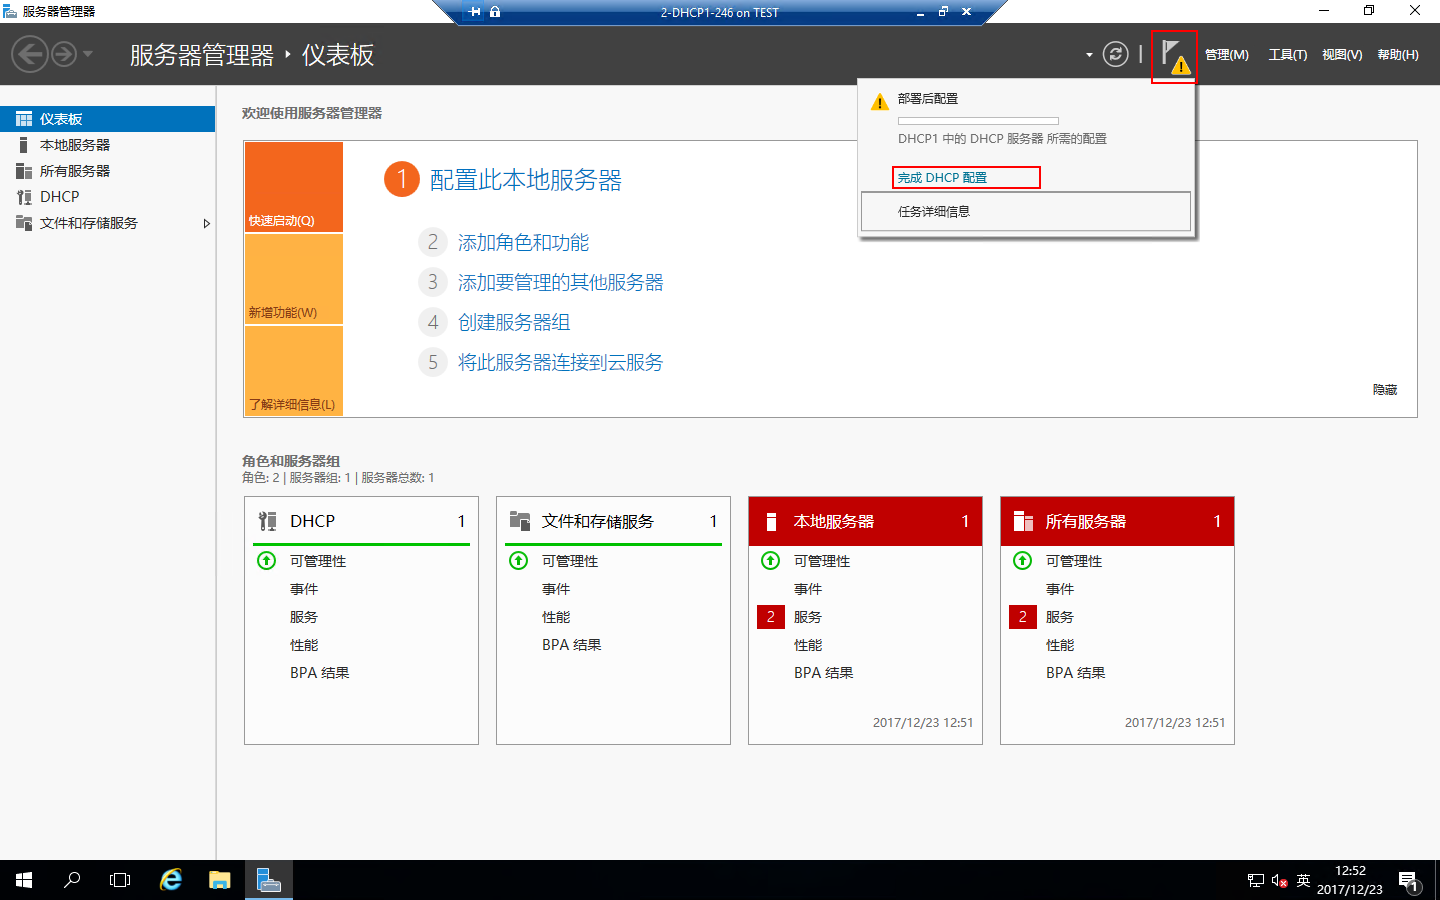 服务器管理器
2-DHCP1-246 on TEST
服务器管理器 ‣ 仪表板
管理(M) 工具(T) 视图(V) 帮助(H)
部署后配置
DHCP1 中的 DHCP 服务器 所需的配置
完成 DHCP 配置
任务详细信息
仪表板
本地服务器
所有服务器
DHCP
文件和存储服务
欢迎使用服务器管理器
快速启动(Q)
新增功能(W)
了解详细信息(L)
1 配置此本地服务器
2 添加角色和功能
3 添加要管理的其他服务器
4 创建服务器组
5 将此服务器连接到云服务
隐藏
角色和服务器组
角色: 2 | 服务器组: 1 | 服务器总数: 1
DHCP 1
可管理性
事件
服务
性能
BPA 结果
文件和存储服务 1
可管理性
事件
性能
BPA 结果
本地服务器 1
可管理性
事件
2 服务
性能
BPA 结果
2017/12/23 12:51
所有服务器 1
可管理性
事件
2 服务
性能
BPA 结果
2017/12/23 12:51
英
12:52
2017/12/23
1